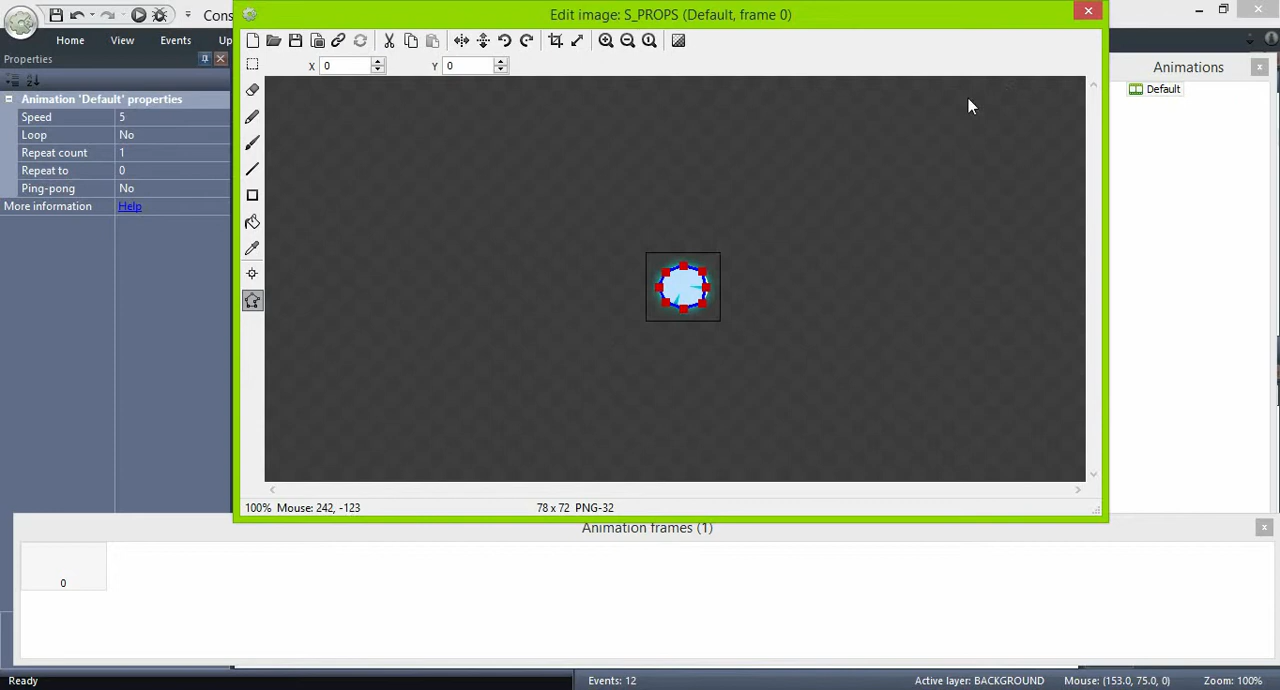 Cons
Edit image: S_PROPS (Default, frame 0)
Home View Events Up
Properties
X 0 Y 0
Animations
Default
Animation 'Default' properties
Speed 5
Loop No
Repeat count 1
Repeat to 0
Ping-pong No
More information Help
100% Mouse: 242, -123 78 x 72 PNG-32
Animation frames (1)
0
Ready Events: 12 Active layer: BACKGROUND Mouse: (153.0, 75.0, 0) Zoom: 100%